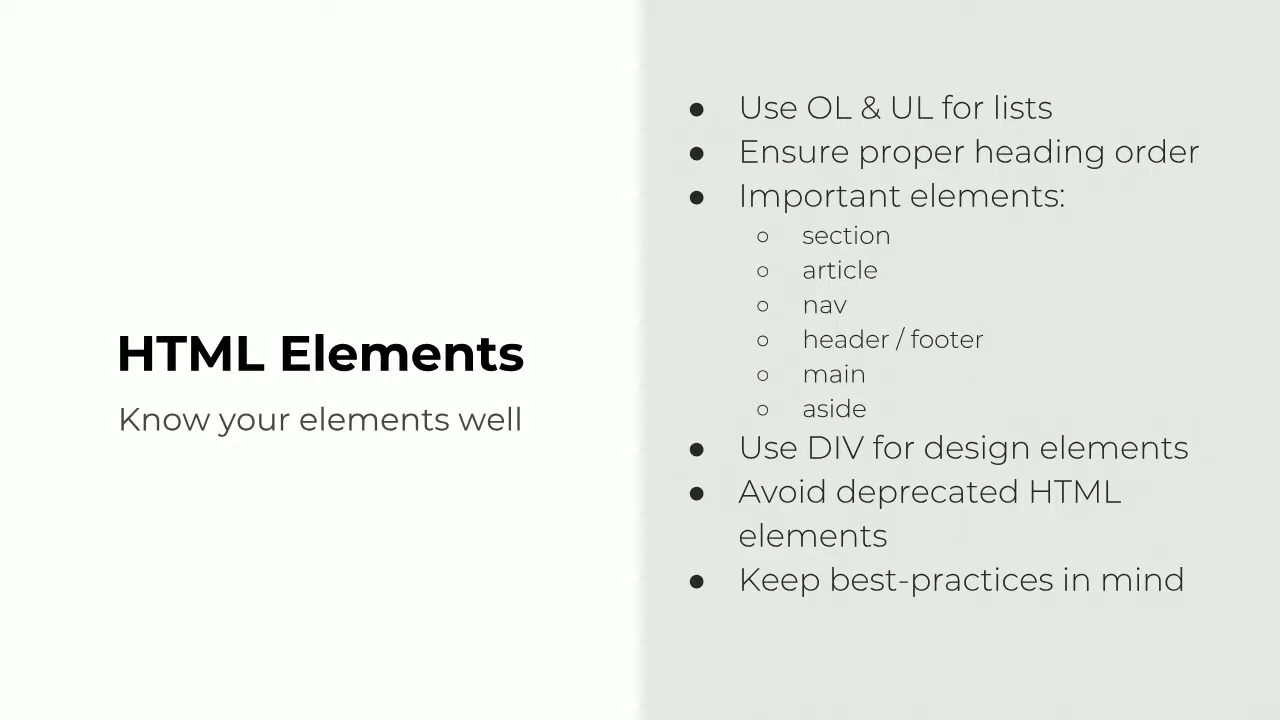 HTML Elements
Know your elements well
● Use OL & UL for lists
● Ensure proper heading order
● Important elements:
○ section
○ article
○ nav
○ header / footer
○ main
○ aside
● Use DIV for design elements
● Avoid deprecated HTML
elements
● Keep best-practices in mind